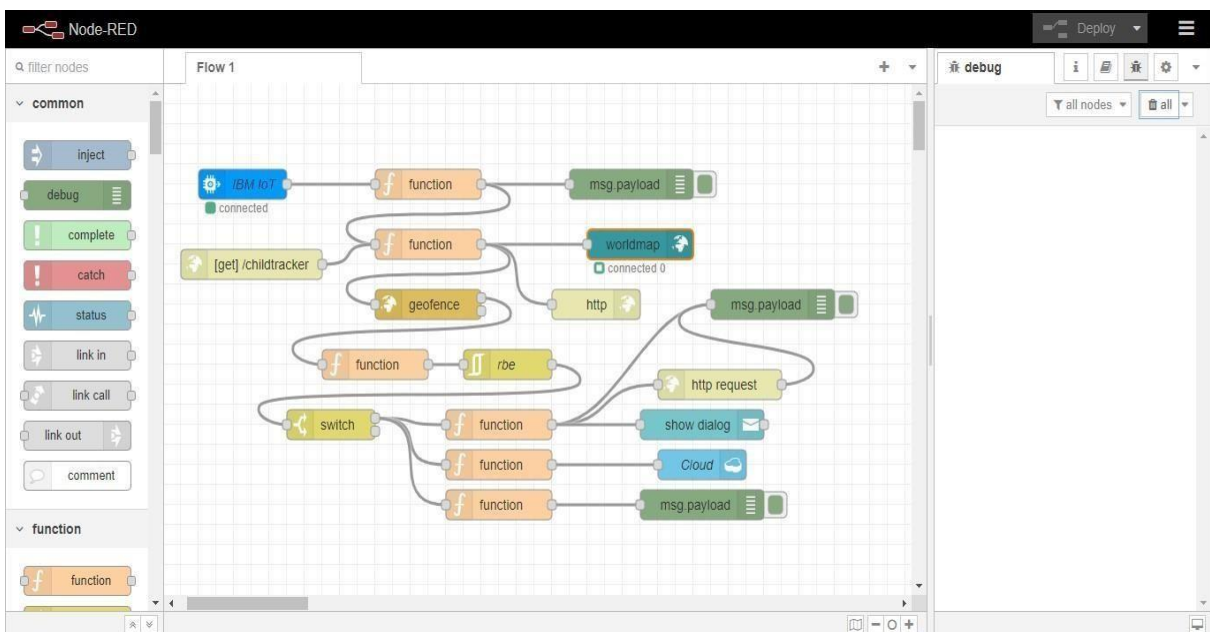 Node-RED
Deploy
filter nodes
Flow 1
debug
i
all nodes
all
common
inject
debug
complete
catch
status
link in
link call
link out
comment
function
function
IBM IoT
connected
function
msg.payload
[get] /childtracker
function
worldmap
connected 0
geofence
http
msg.payload
function
rbe
http request
switch
function
show dialog
function
Cloud
function
msg.payload